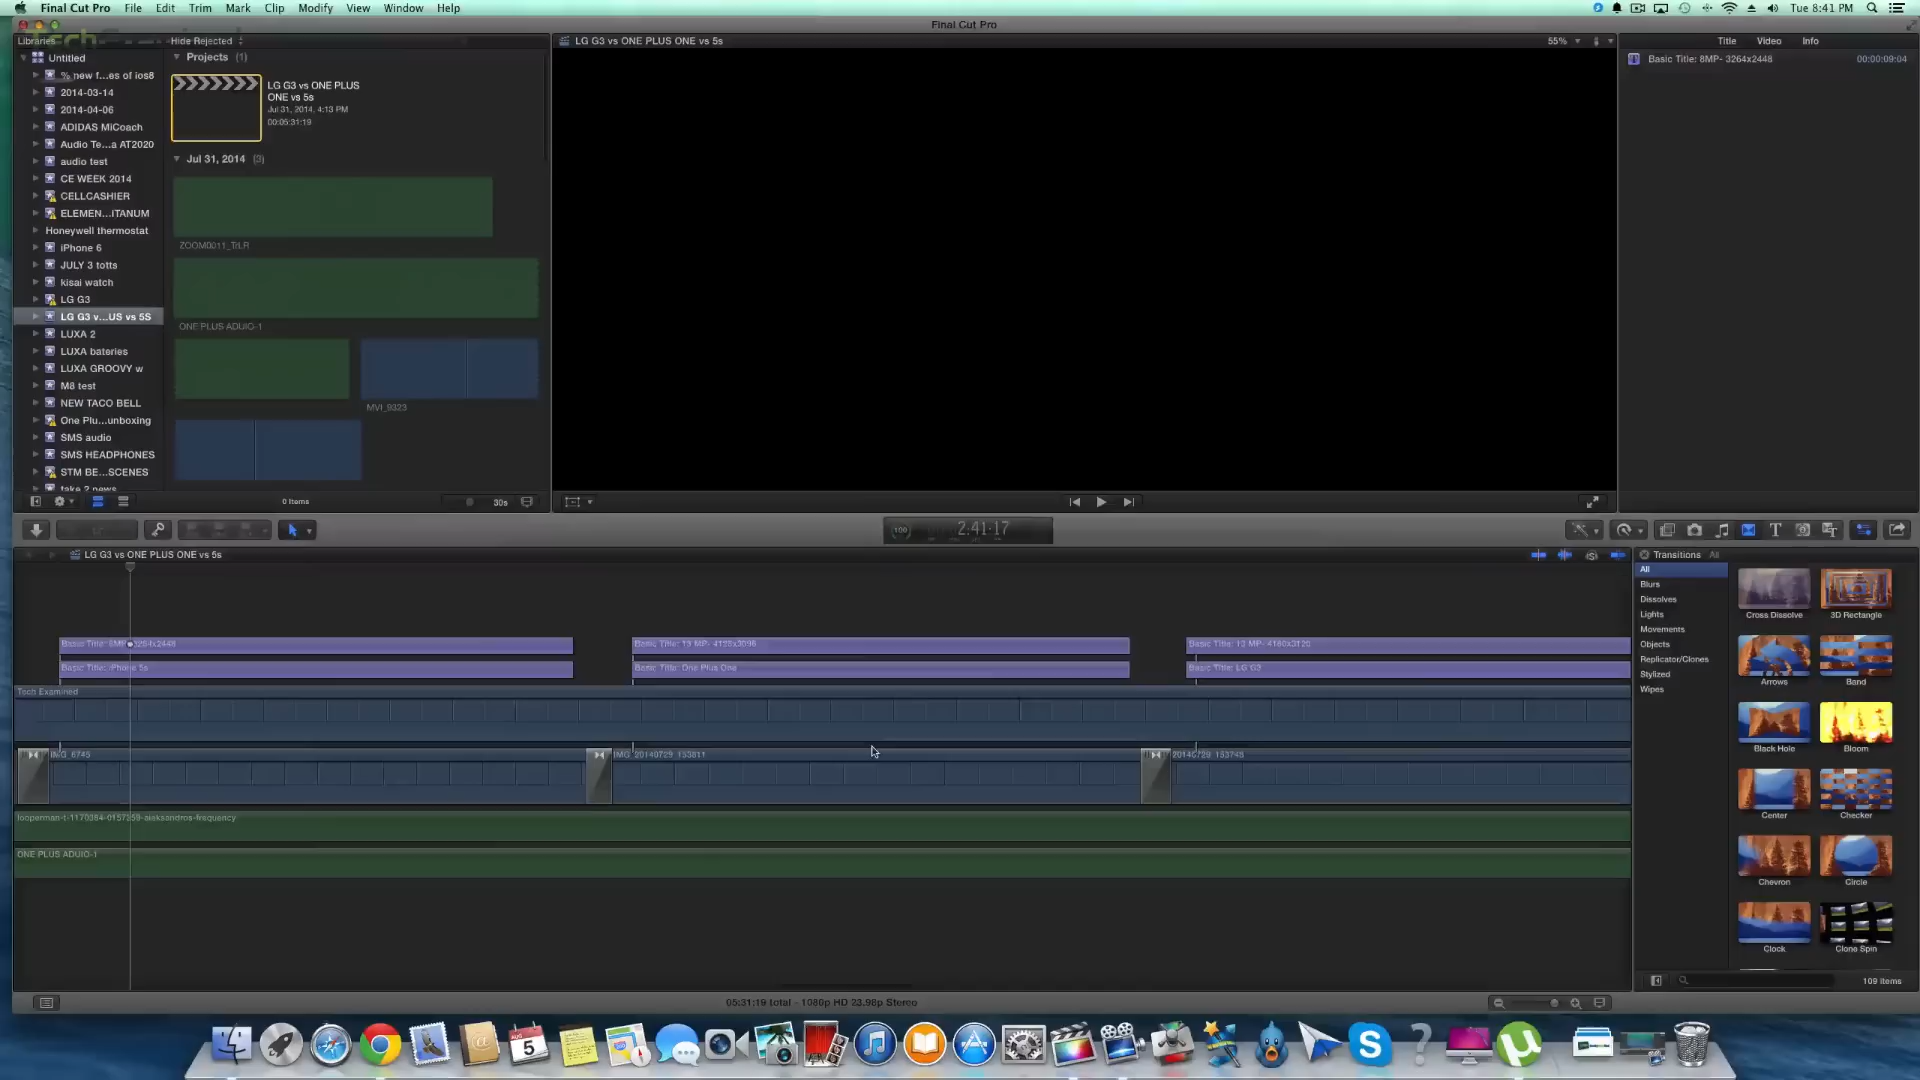 Final Cut Pro File Edit Trim Mark Clip Modify View Window Help
Tue 8:41 PM
Final Cut Pro
Libraries
Hide Rejected
LG G3 vs ONE PLUS ONE vs 5s
55%
Title Video Info
Untitled
% new f...es of ios8
2014-03-14
2014-04-06
ADIDAS MiCoach
Audio Te...a AT2020
audio test
CE WEEK 2014
CELLCASHIER
ELEMEN...ITANUM
Honeywell thermostat
iPhone 6
JULY 3 totts
kisai watch
LG G3
LG G3 v...US vs 5S
LUXA 2
LUXA bateries
LUXA GROOVY w
M8 test
NEW TACO BELL
One Plu...unboxing
SMS audio
SMS HEADPHONES
STM BE...SCENES
take 2 news
Projects (1)
LG G3 vs ONE PLUS
ONE vs 5s
Jul 31, 2014, 4:13 PM
00:05:31:19
Jul 31, 2014 (3)
ZOOM0011_TrLR
ONE PLUS ADUIO-1
MVI_9323
0 items
30s
Basic Title: 8MP- 3264x2448 00:00:09:04
100
2:41:17
LG G3 vs ONE PLUS ONE vs 5s
Basic Title: 8MP- 3264x2448
Basic Title: 13 MP-
Basic Title: 13 MP- 4160x3120
Basic Title: iPhone 5s
Basic Title: One Plus One
Basic Title: LG G3
Tech Examined
IMG_6745
IMG_20140729_153811
20140729_153748
looperman-t-1170384-0157359-aleksandros-frequency
ONE PLUS ADUIO-1
05:31:19 total - 1080p HD 23.98p Stereo
Transitions All
All
Blurs
Dissolves
Lights
Movements
Objects
Replicator/Clones
Stylized
Wipes
Cross Dissolve
3D Rectangle
Arrows
Band
Black Hole
Bloom
Center
Checker
Chevron
Circle
Clock
Clone Spin
109 items
AUG
5